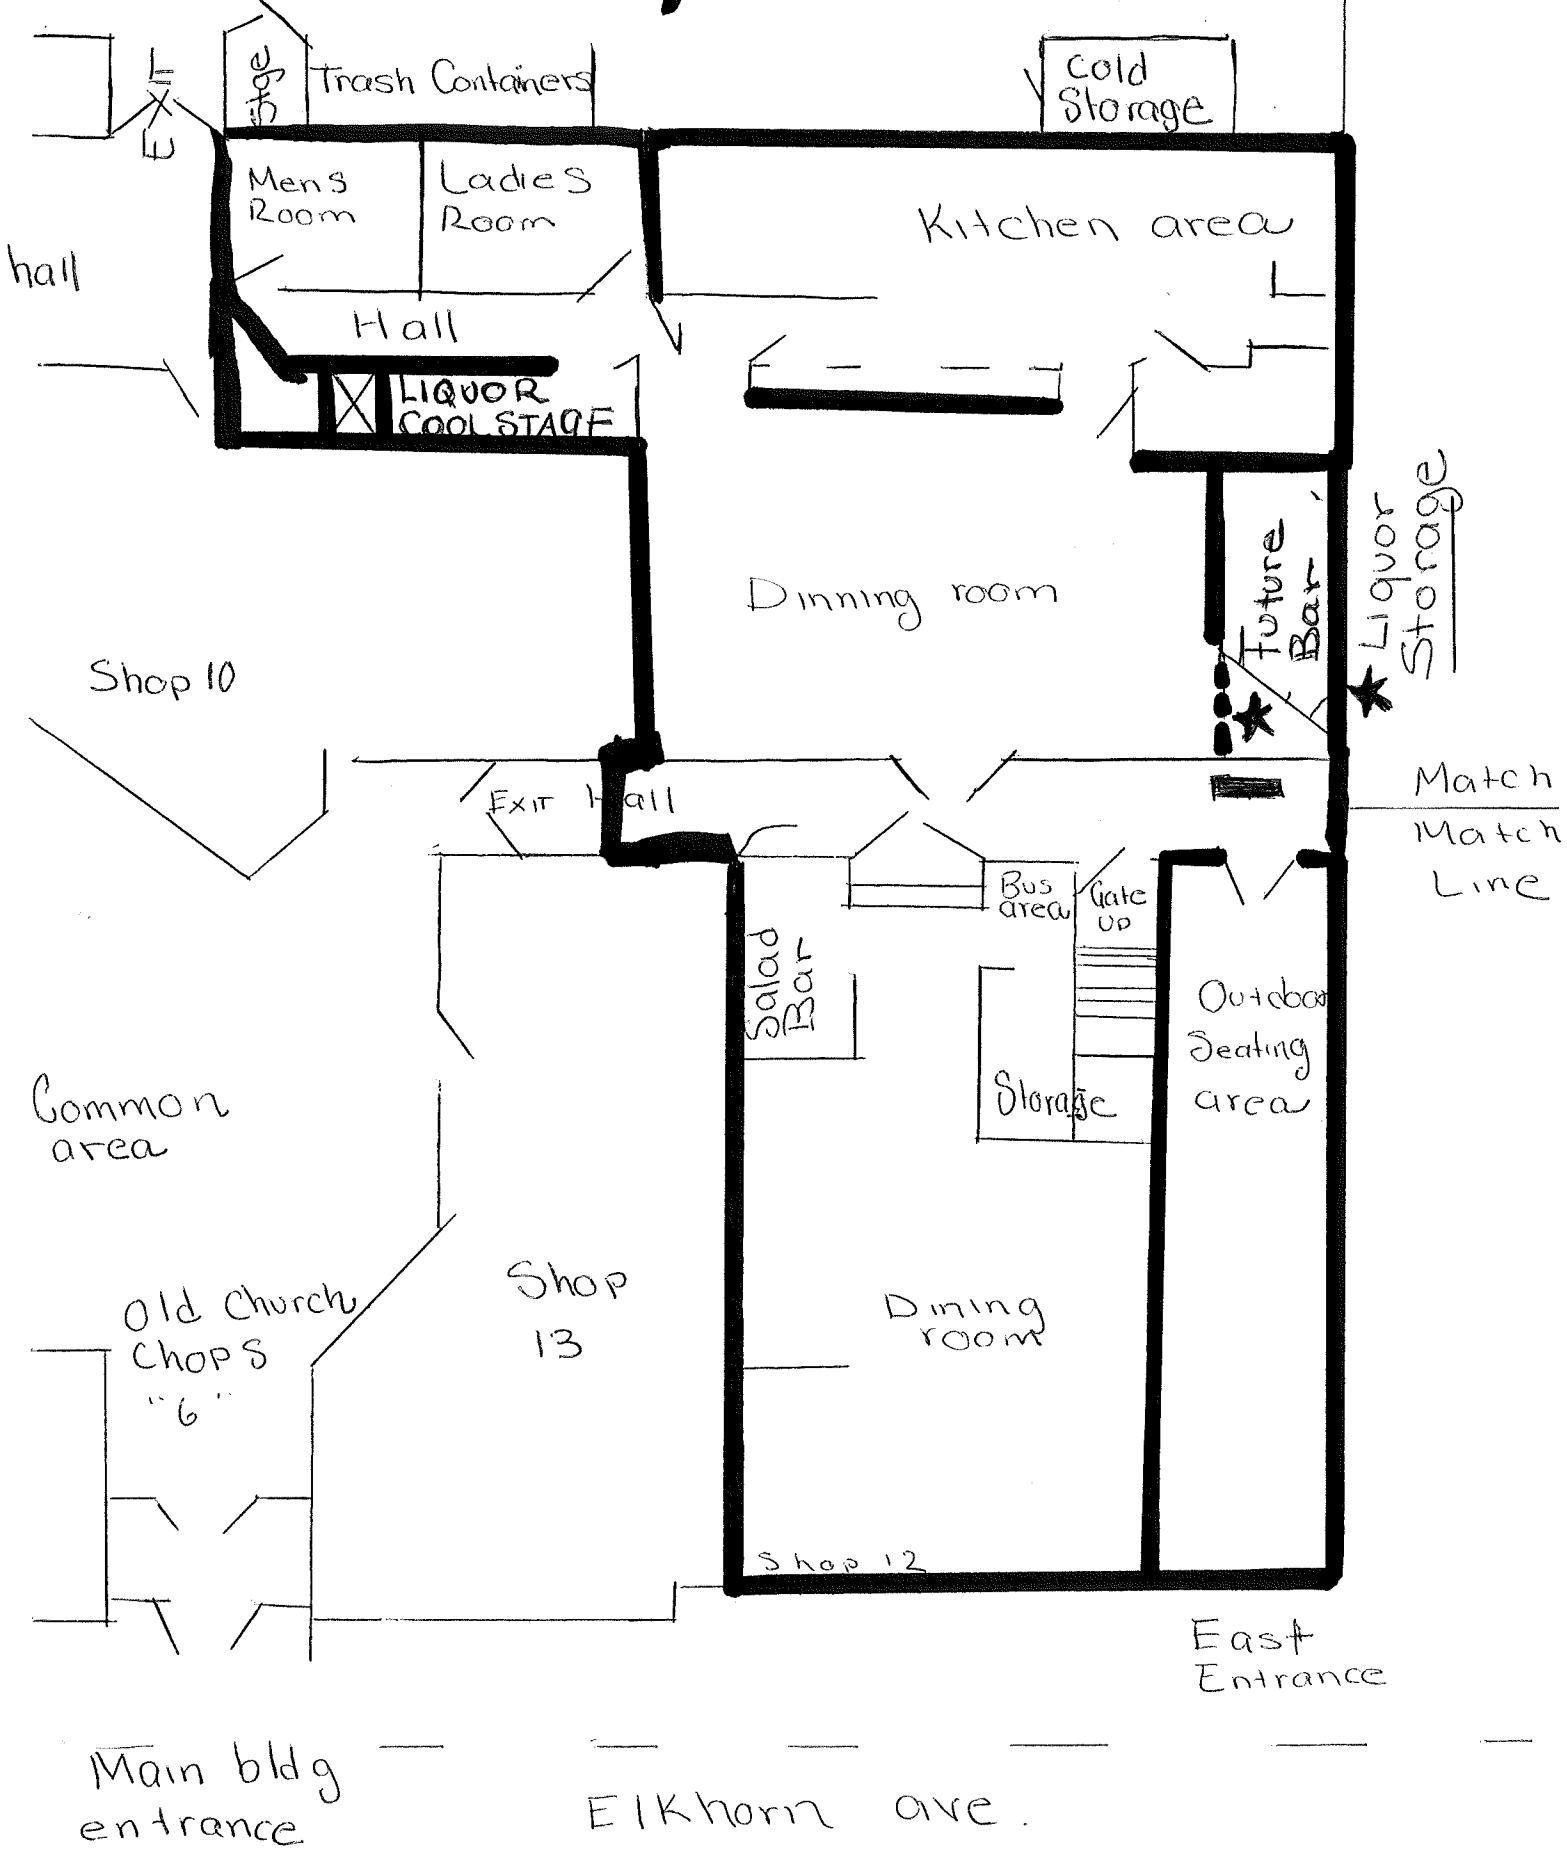 EXIT
Stge
Trash Containers
Cold
Storage
Mens
Room
Ladies
Room
Kitchen area
hall
Hall
LIQUOR
COOL STAGE
Dinning room
Future
Bar
★ Liquor
Storage
★
Shop 10
EXIT Hall
Match
Match
Line
Bus
area
Gate
UP
Salad
Bar
Outdoor
Seating
area
Storage
Common
area
Shop
13
Old Church
Chops
"6"
Dining
room
Shop 12
East
Entrance
Main bldg
entrance
Elkhorn ave.